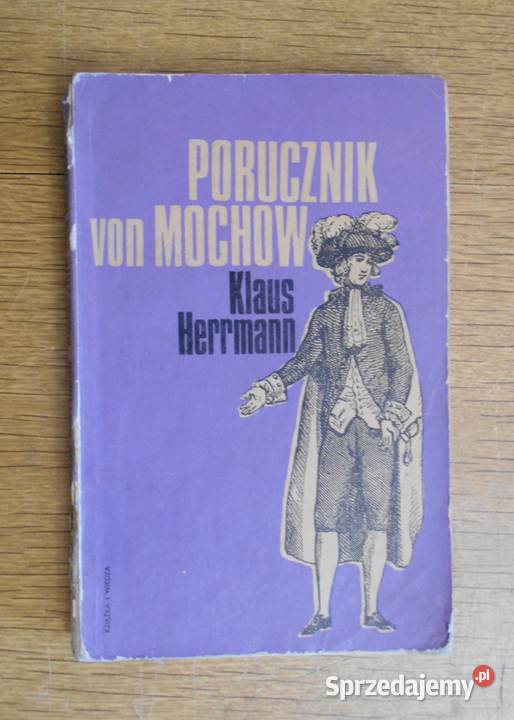 PORUCZNIK
von MOCHOW
Klaus
Herrmann
KSIĄŻKA I WIEDZA
Sprzedajemy.pl